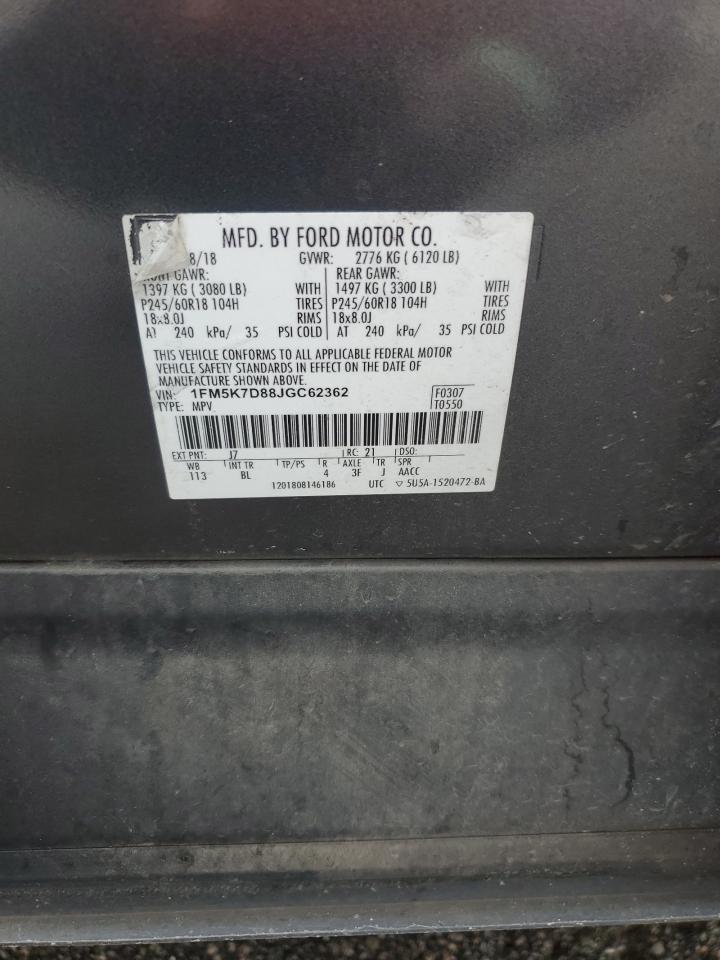 MFD. BY FORD MOTOR CO.
8/18 GVWR: 2776 KG ( 6120 LB)
GAWR: REAR GAWR:
1397 KG ( 3080 LB) WITH 1497 KG ( 3300 LB) WITH
P245/60R18 104H TIRES P245/60R18 104H TIRES
18x8.0J RIMS 18x8.0J RIMS
AT 240 kPa/ 35 PSI COLD AT 240 kPa/ 35 PSI COLD
THIS VEHICLE CONFORMS TO ALL APPLICABLE FEDERAL MOTOR
VEHICLE SAFETY STANDARDS IN EFFECT ON THE DATE OF
MANUFACTURE SHOWN ABOVE.
VIN: 1FM5K7D88JGC62362 F0307
TYPE: MPV T0550
EXT PNT: J7 RC: 21 DSO:
WB INT TR TP/PS R AXLE TR SPR
113 BL 4 3F J AACC
1201808146186 UTC ▽ 5U5A-1520472-BA